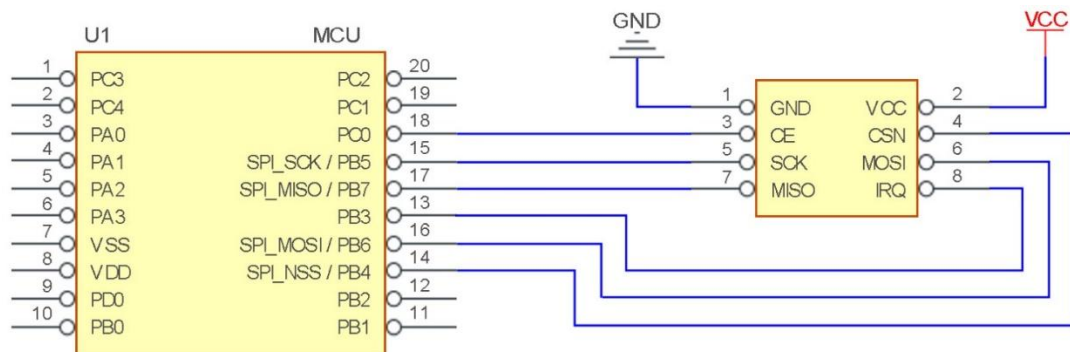 GND VCC
U1 MCU
1 PC3 PC2 20
2 PC4 PC1 19
3 PA0 PC0 18
4 PA1 SPI_SCK / PB5 15
5 PA2 SPI_MISO / PB7 17
6 PA3 PB3 13
7 VSS SPI_MOSI / PB6 16
8 VDD SPI_NSS / PB4 14
9 PD0 PB2 12
10 PB0 PB1 11
1 GND VCC 2
3 CE CSN 4
5 SCK MOSI 6
7 MISO IRQ 8